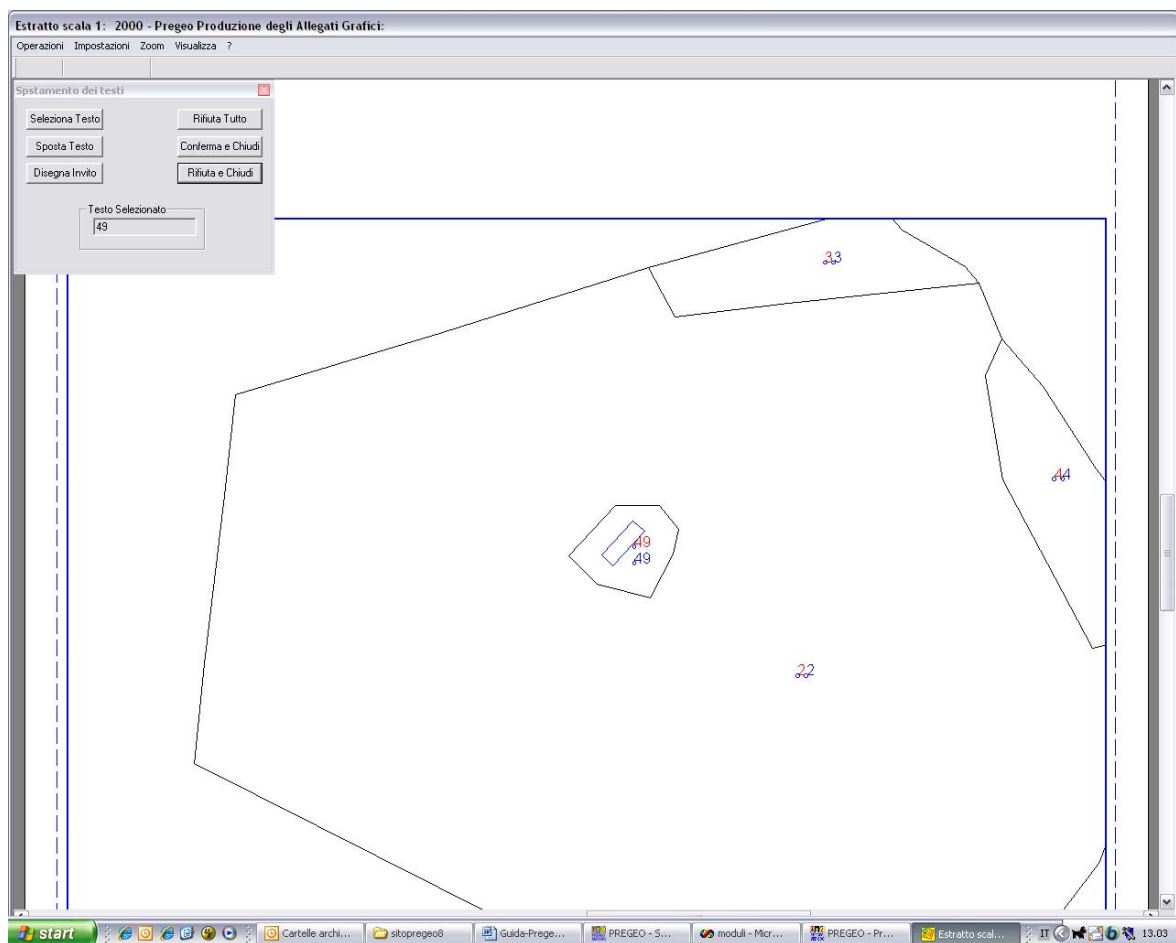 Estratto scala 1: 2000 - Pregeo Produzione degli Allegati Grafici:
Operazioni Impostazioni Zoom Visualizza ?
Spstamento dei testi
Seleziona Testo Rifiuta Tutto
Sposta Testo Conferma e Chiudi
Disegna Invito Rifiuta e Chiudi
Testo Selezionato
49
33
44
49
49
22
start Cartelle archi... sitopregeo8 Guida-Prege... PREGEO - S... moduli - Micr... PREGEO - Pr... Estratto scal... IT 13.03